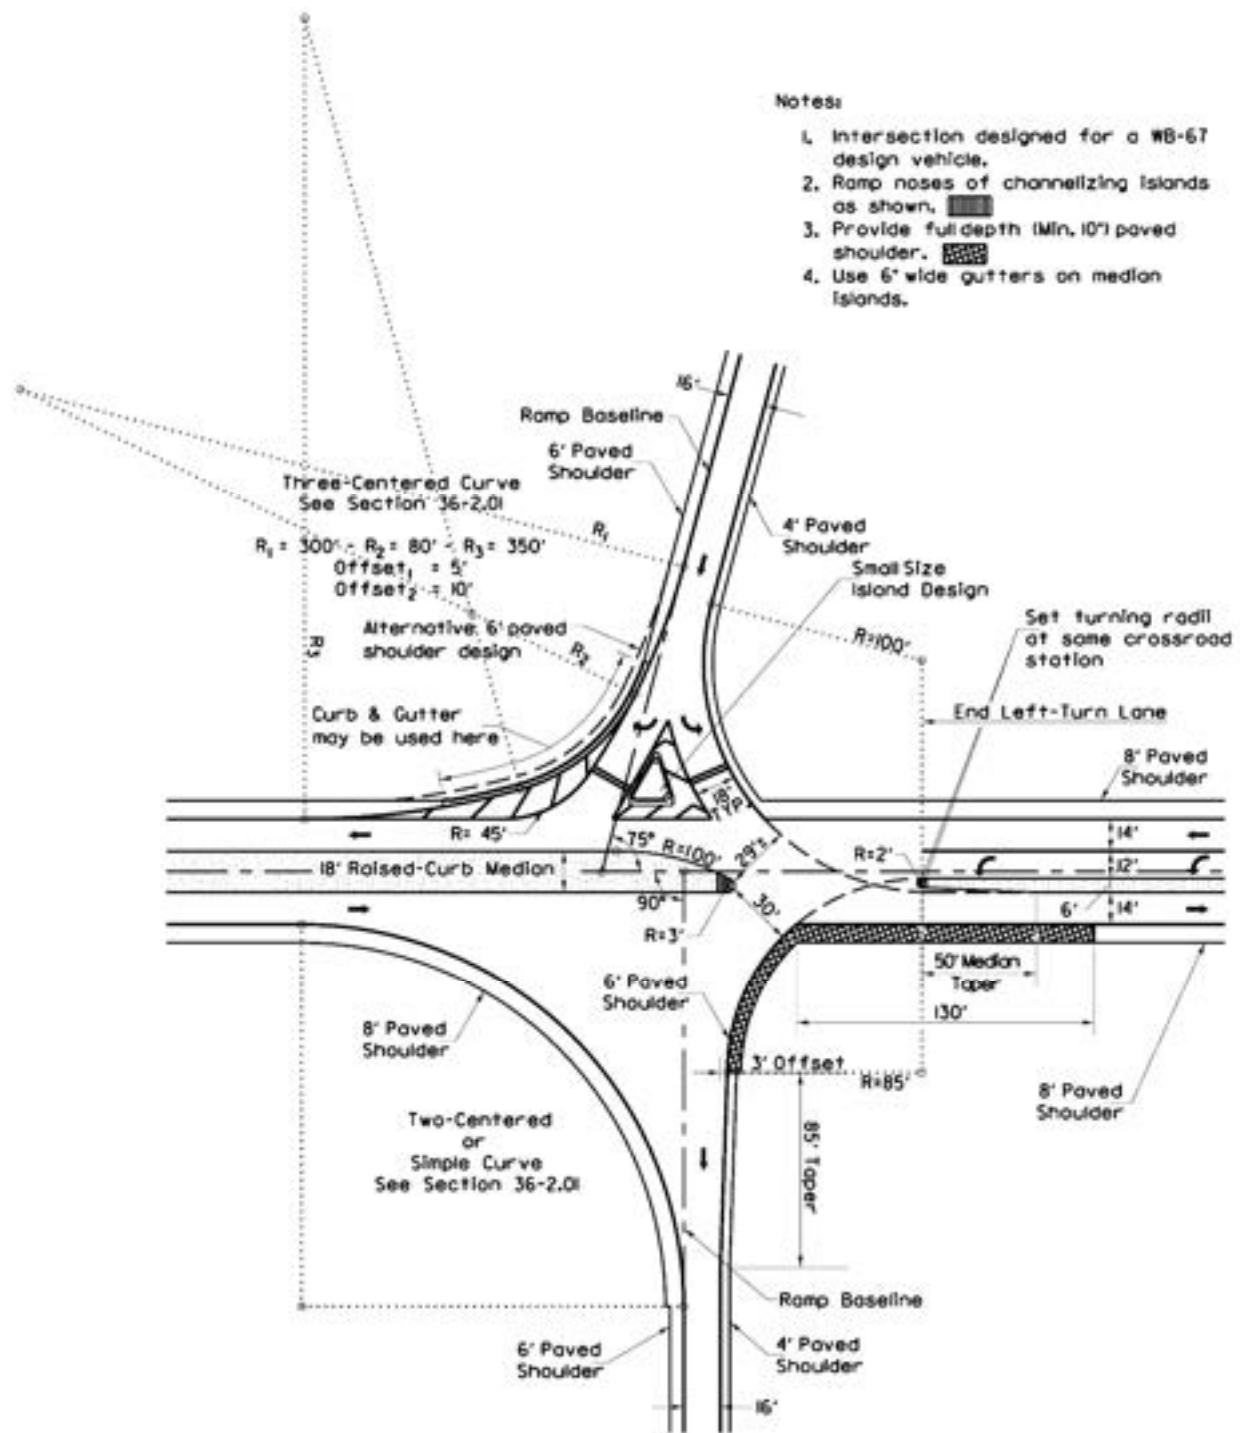 Notes:
1. Intersection designed for a WB-67
design vehicle.
2. Ramp noses of channelizing islands
as shown.
3. Provide full depth (Min. 10") paved
shoulder.
4. Use 6" wide gutters on median
islands.
16'
Ramp Baseline
6' Paved
Shoulder
Three-Centered Curve
See Section 36-2.01
R₁ = 300' - R₂ = 80' - R₃ = 350'
Offset₁ = 5'
Offset₂ = 10'
R₁
4' Paved
Shoulder
Small Size
Island Design
Alternative 6' paved
shoulder design
R₃
R₂
R=100'
Set turning radii
at same crossroad
station
Curb & Gutter
may be used here
End Left-Turn Lane
8' Paved
Shoulder
18'
R= 45'
75°
R=100'
29'±
R=2'
14'
12'
18' Raised-Curb Median
90°
R=3'
30'
6'
14'
50' Median
Taper
130'
6' Paved
Shoulder
8' Paved
Shoulder
3' Offset
R=85'
8' Paved
Shoulder
Two-Centered
or
Simple Curve
See Section 36-2.01
85' Taper
Ramp Baseline
6' Paved
Shoulder
4' Paved
Shoulder
16'